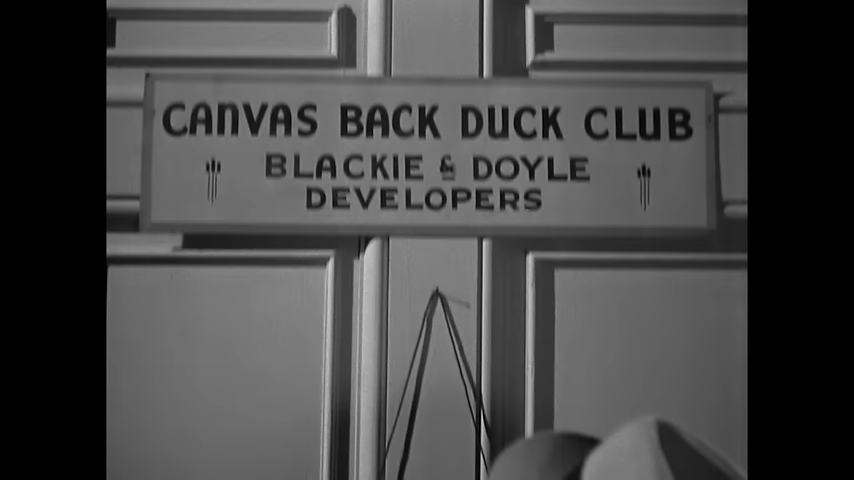 CANVAS BACK DUCK CLUB
BLACKIE & DOYLE
DEVELOPERS